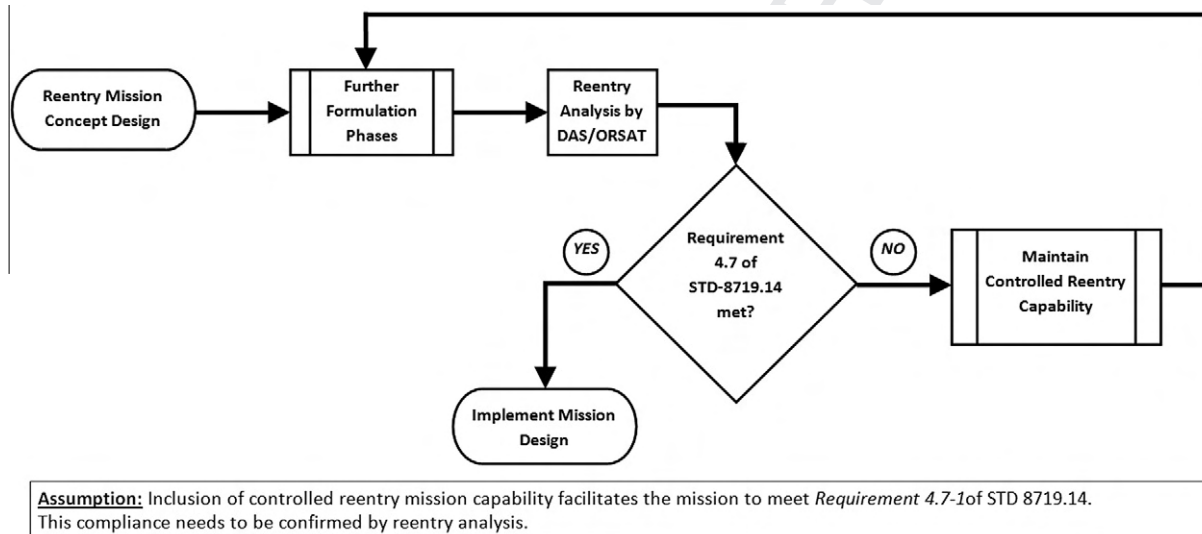 Reentry Mission
Concept Design
Further
Formulation
Phases
Reentry
Analysis by
DAS/ORSAT
Requirement
4.7 of
STD-8719.14
met?
YES
NO
Maintain
Controlled Reentry
Capability
Implement Mission
Design
Assumption: Inclusion of controlled reentry mission capability facilitates the mission to meet Requirement 4.7-1of STD 8719.14.
This compliance needs to be confirmed by reentry analysis.